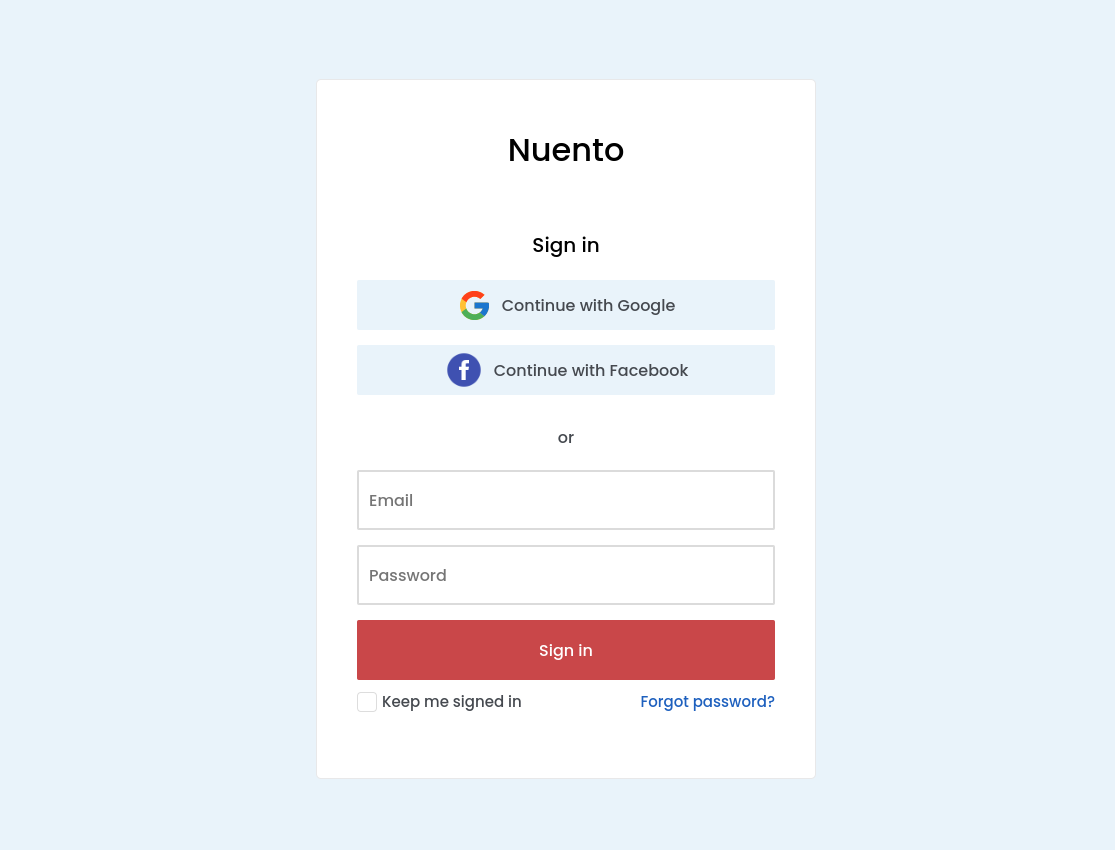 Nuento
Sign in
Continue with Google
Continue with Facebook
or
Email
Password
Sign in
Keep me signed in
Forgot password?